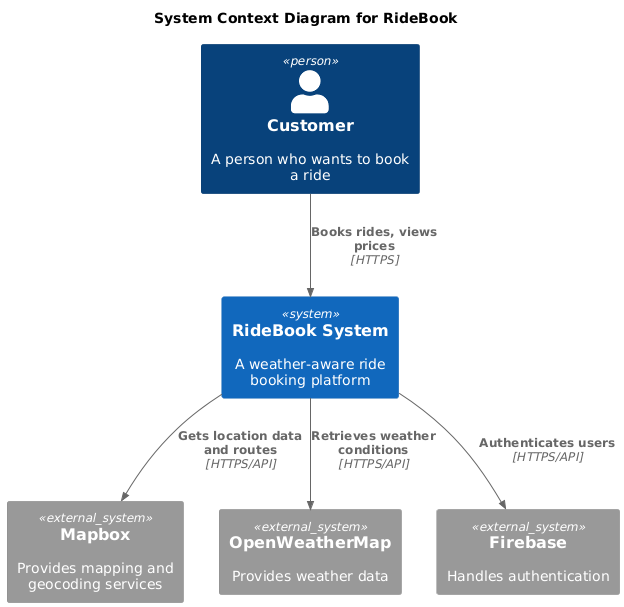 System Context Diagram for RideBook
«person»
Customer
A person who wants to book
a ride
Books rides, views
prices
[HTTPS]
«system»
RideBook System
A weather-aware ride
booking platform
Gets location data
and routes
[HTTPS/API]
Retrieves weather
conditions
[HTTPS/API]
Authenticates users
[HTTPS/API]
«external_system»
Mapbox
Provides mapping and
geocoding services
«external_system»
OpenWeatherMap
Provides weather data
«external_system»
Firebase
Handles authentication